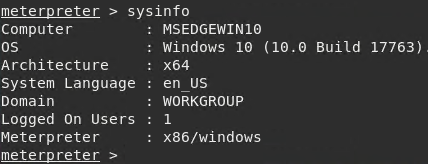 meterpreter > sysinfo
Computer        : MSEDGEWIN10
OS              : Windows 10 (10.0 Build 17763).
Architecture    : x64
System Language : en_US
Domain          : WORKGROUP
Logged On Users : 1
Meterpreter     : x86/windows
meterpreter >